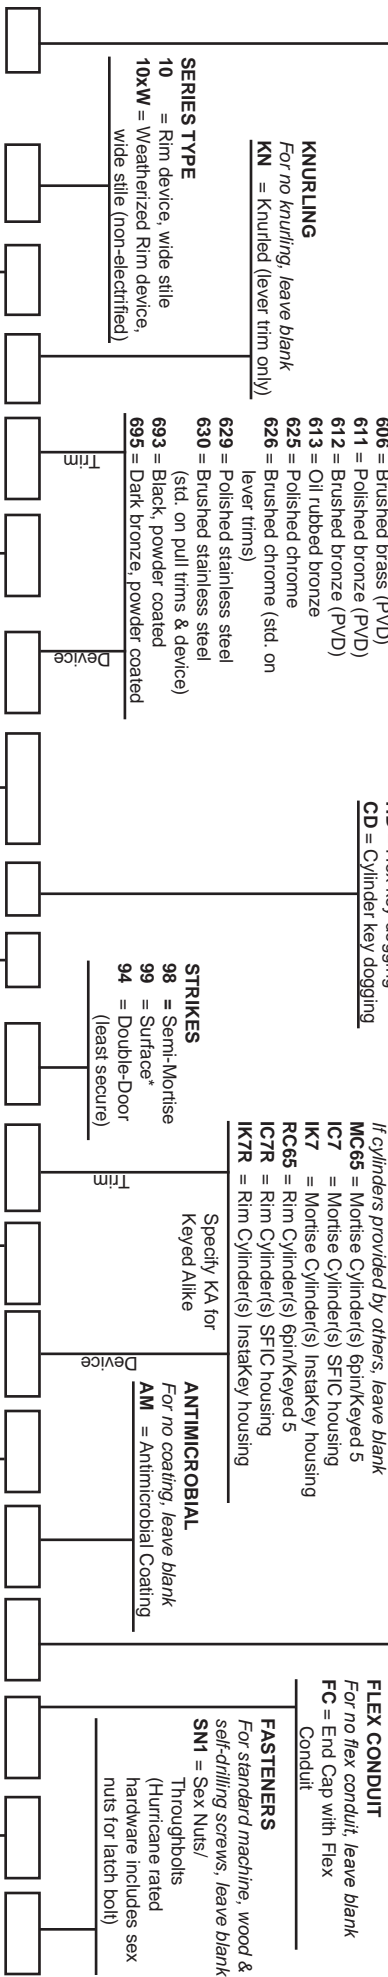 SERIES TYPE
10 = Rim device, wide stile
10xW = Weatherized Rim device,
wide stile (non-electrified)
KNURLING
For no knurling, leave blank
KN = Knurled (lever trim only)
606 = Brushed brass (PVD)
611 = Polished bronze (PVD)
612 = Brushed bronze (PVD)
613 = Oil rubbed bronze
625 = Polished chrome
626 = Brushed chrome (std. on
lever trims)
629 = Polished stainless steel
630 = Brushed stainless steel
(std. on pull trims & device)
693 = Black, powder coated
695 = Dark bronze, powder coated
Trim
Device
CD = Cylinder key dogging
STRIKES
98 = Semi-Mortise
99 = Surface*
94 = Double-Door
(least secure)
If cylinders provided by others, leave blank
MC65 = Mortise Cylinder(s) 6pin/Keyed 5
IC7 = Mortise Cylinder(s) SFIC housing
IK7 = Mortise Cylinder(s) InstaKey housing
RC65 = Rim Cylinder(s) 6pin/Keyed 5
IC7R = Rim Cylinder(s) SFIC housing
IK7R = Rim Cylinder(s) InstaKey housing
Specify KA for
Keyed Alike
Trim
Device
ANTIMICROBIAL
For no coating, leave blank
AM = Antimicrobial Coating
FLEX CONDUIT
For no flex conduit, leave blank
FC = End Cap with Flex
Conduit
FASTENERS
For standard machine, wood &
self-drilling screws, leave blank
SN1 = Sex Nuts/
Throughbolts
(Hurricane rated
hardware includes sex
nuts for latch bolt)